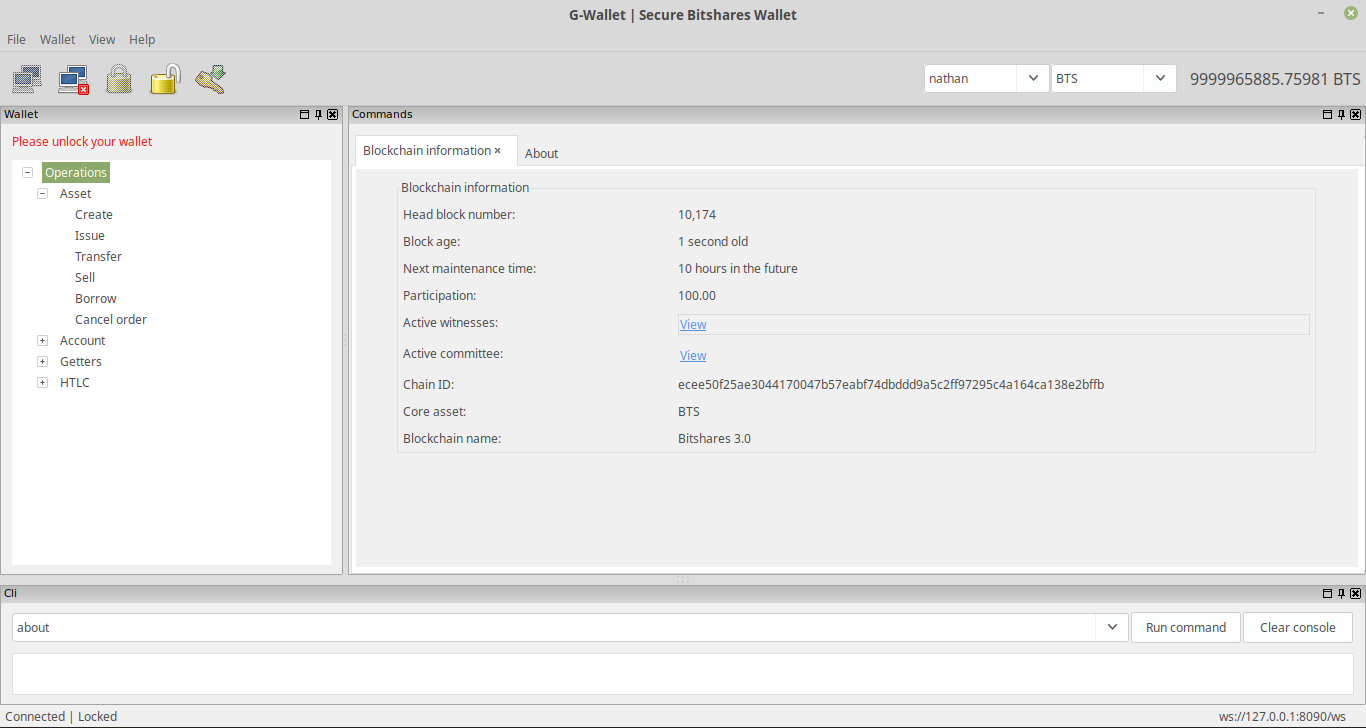 G-Wallet | Secure Bitshares Wallet
File Wallet View Help
nathan BTS 9999965885.75981 BTS
Wallet
Please unlock your wallet
Operations
Asset
Create
Issue
Transfer
Sell
Borrow
Cancel order
Account
Getters
HTLC
Commands
Blockchain information About
Blockchain information
Head block number: 10,174
Block age: 1 second old
Next maintenance time: 10 hours in the future
Participation: 100.00
Active witnesses: View
Active committee: View
Chain ID: ecee50f25ae3044170047b57eabf74dbddd9a5c2ff97295c4a164ca138e2bffb
Core asset: BTS
Blockchain name: Bitshares 3.0
Cli
about Run command Clear console
Connected | Locked ws://127.0.0.1:8090/ws